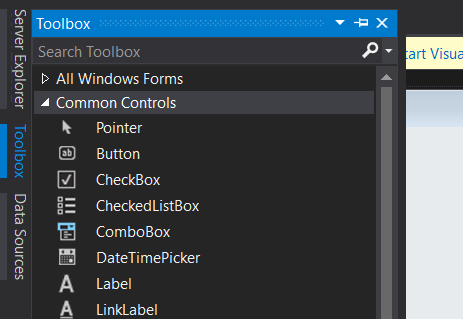 Server Explorer
Toolbox
Data Sources
Toolbox
Search Toolbox
All Windows Forms
Common Controls
Pointer
ab
Button
CheckBox
CheckedListBox
ComboBox
DateTimePicker
A Label
A LinkLabel
tart Visua